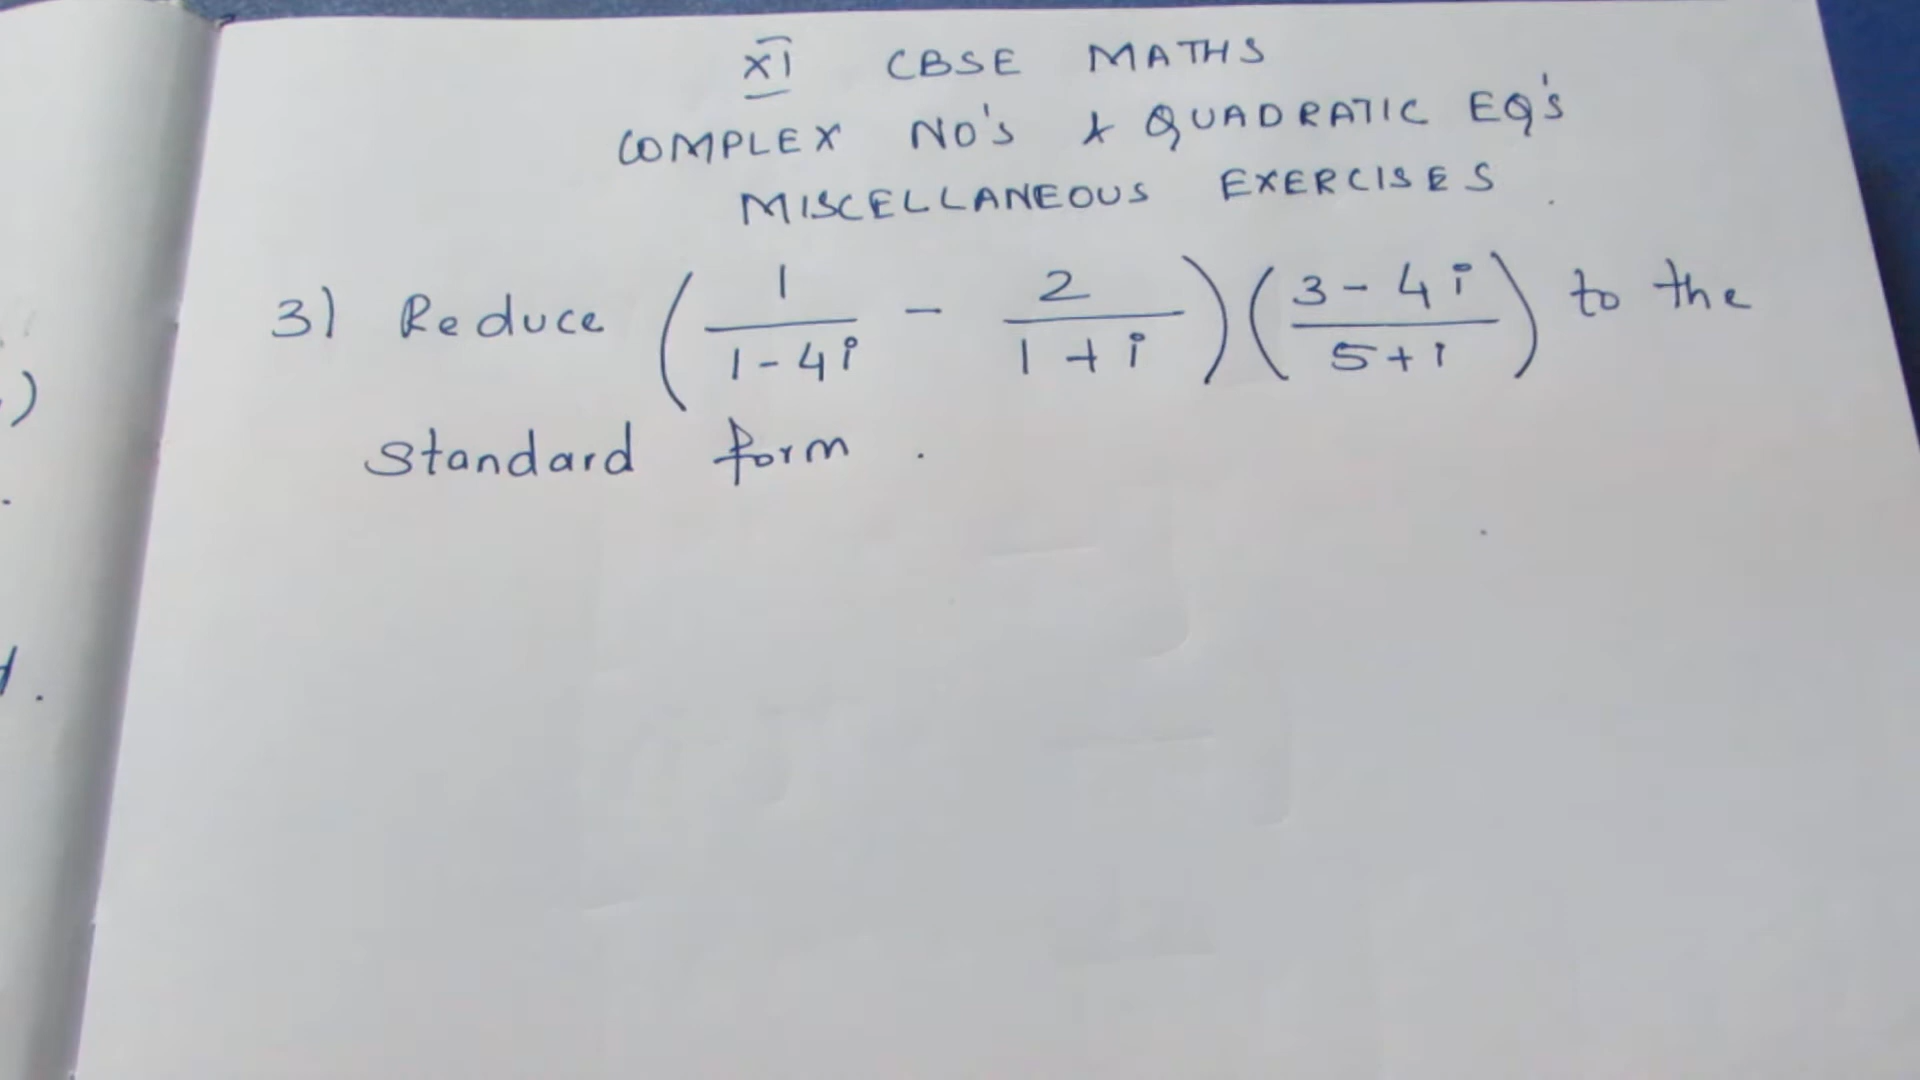 XI CBSE MATHS
COMPLEX NO'S & QUADRATIC EQ'S
MISCELLANEOUS EXERCISES
3) Reduce (1/(1-4i) - 2/(1+i)) ((3-4i)/(5+i)) to the
standard form.
)
.